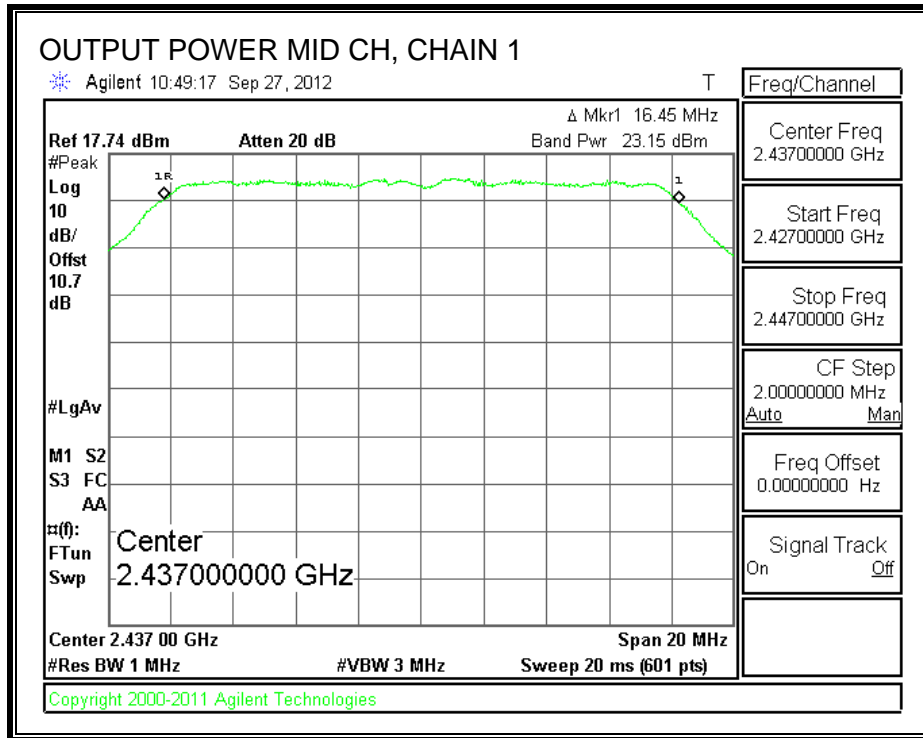 OUTPUT POWER MID CH, CHAIN 1
Agilent 10:49:17 Sep 27, 2012 T
Δ Mkr1 16.45 MHz
Ref 17.74 dBm Atten 20 dB Band Pwr 23.15 dBm
#Peak
Log
10
dB/
Offst
10.7
dB
1R
1
#LgAv
M1 S2
S3 FC
AA
¤(f):
FTun
Swp
Center
2.437000000 GHz
Center 2.437 00 GHz Span 20 MHz
#Res BW 1 MHz #VBW 3 MHz Sweep 20 ms (601 pts)
Copyright 2000-2011 Agilent Technologies
Freq/Channel
Center Freq
2.43700000 GHz
Start Freq
2.42700000 GHz
Stop Freq
2.44700000 GHz
CF Step
2.00000000 MHz
Auto Man
Freq Offset
0.00000000 Hz
Signal Track
On Off